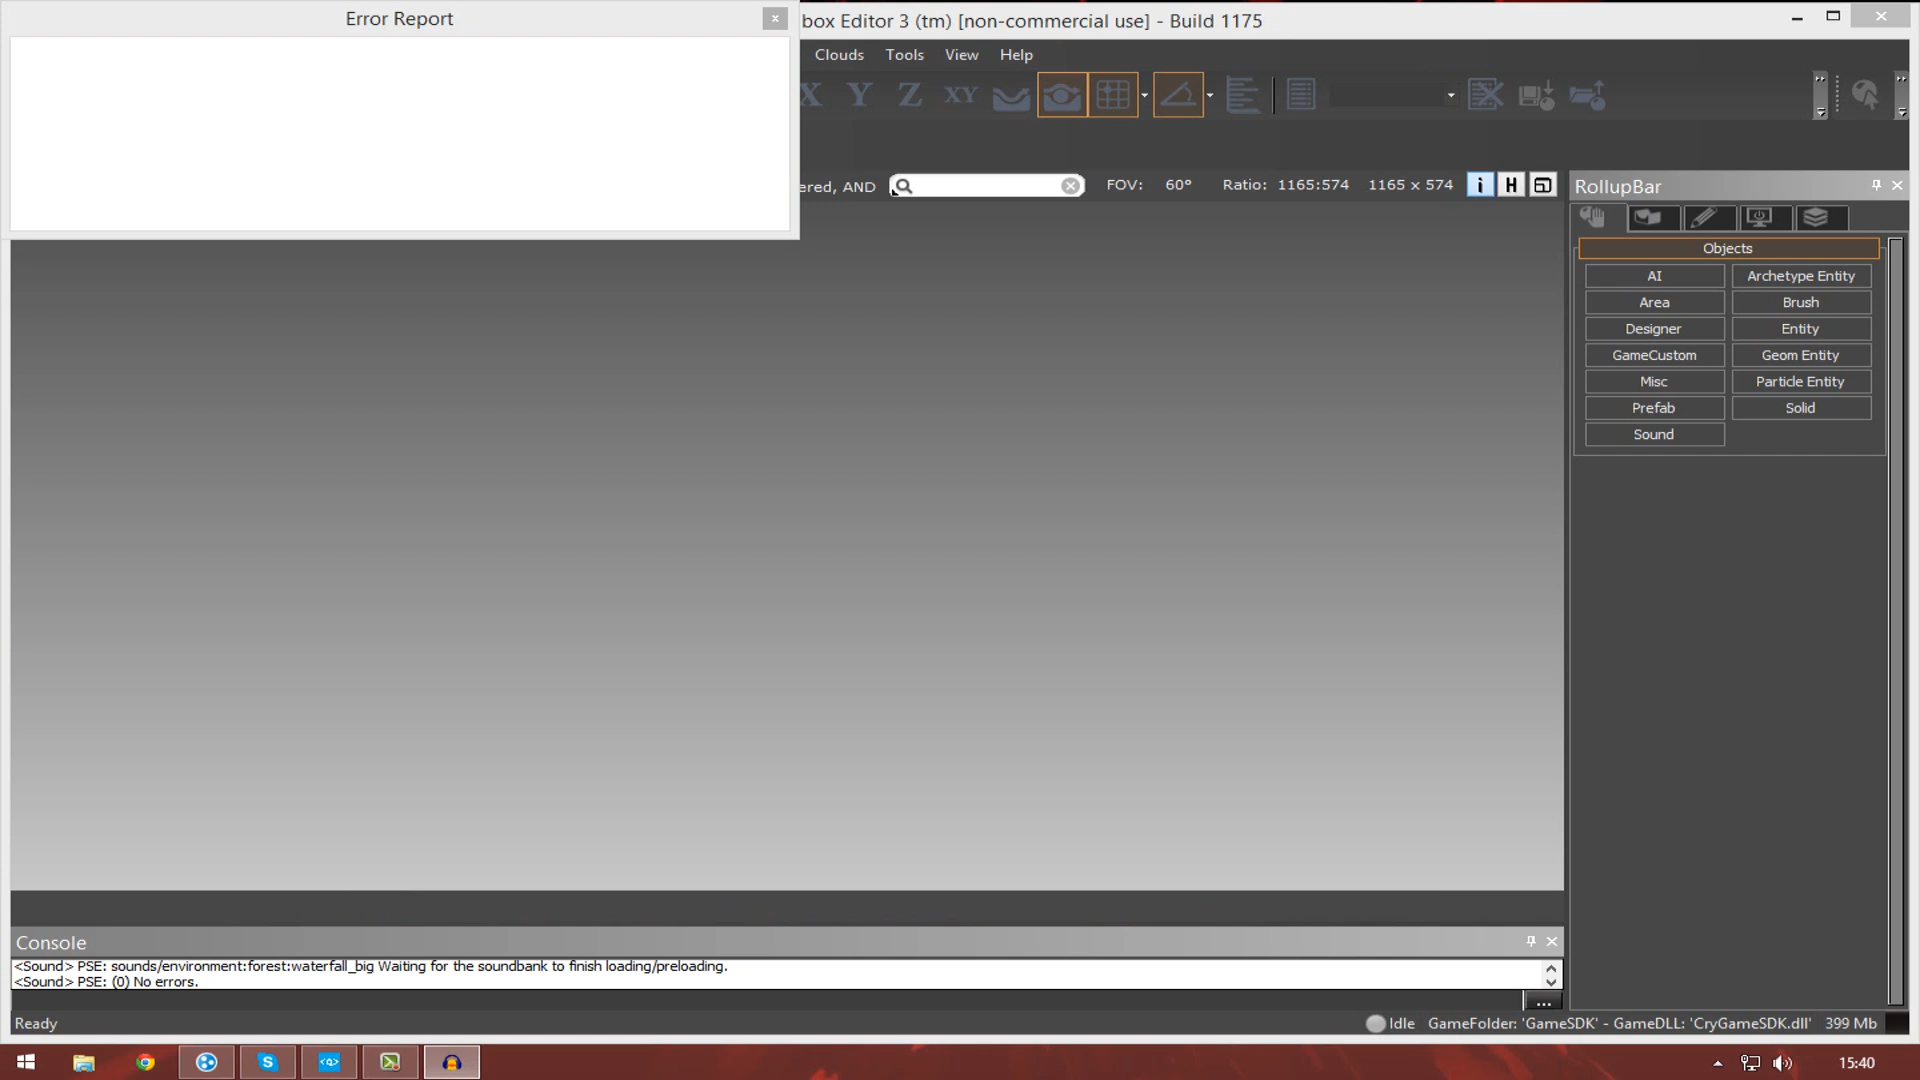 Error Report
box Editor 3 (tm) [non-commercial use] - Build 1175
Clouds Tools View Help
X Y Z XY
ered, AND FOV: 60° Ratio: 1165:574 1165 x 574 i H
RollupBar
Objects
AI Archetype Entity
Area Brush
Designer Entity
GameCustom Geom Entity
Misc Particle Entity
Prefab Solid
Sound
Console
<Sound> PSE: sounds/environment:forest:waterfall_big Waiting for the soundbank to finish loading/preloading.
<Sound> PSE: (0) No errors.
...
Ready Idle GameFolder: 'GameSDK' - GameDLL: 'CryGameSDK.dll' 399 Mb
15:40